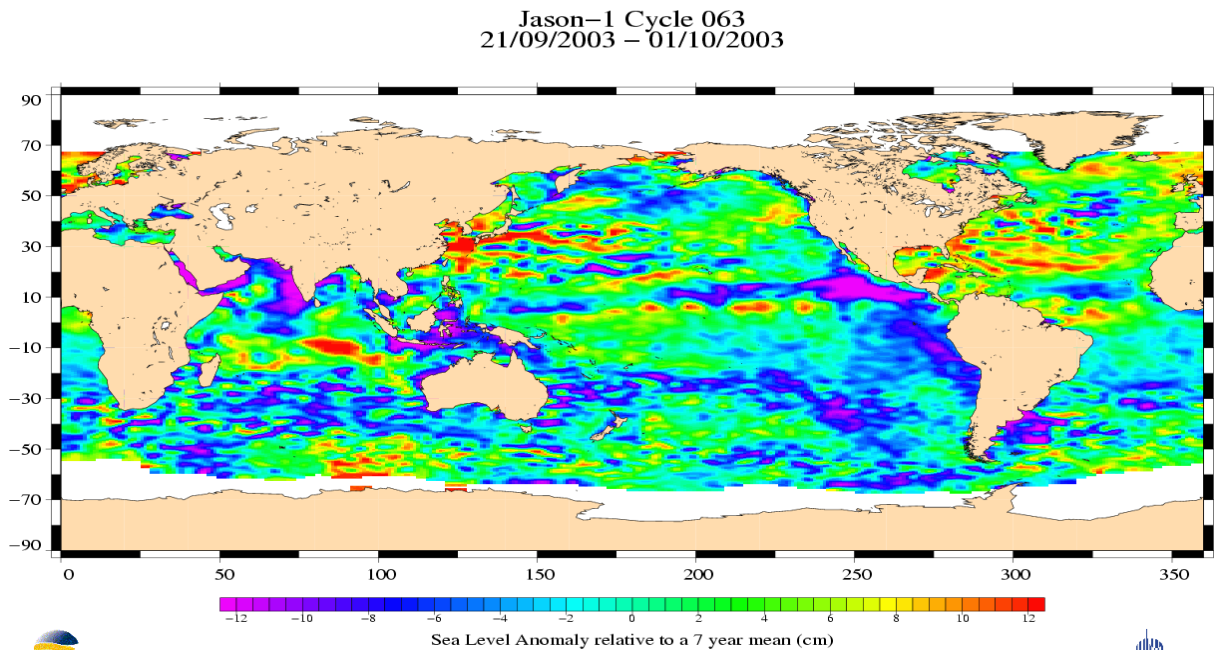 Jason−1 Cycle 063
21/09/2003 − 01/10/2003
90
70
50
30
10
−10
−30
−50
−70
−90
0 50 100 150 200 250 300 350
−12 −10 −8 −6 −4 −2 0 2 4 6 8 10 12
Sea Level Anomaly relative to a 7 year mean (cm)